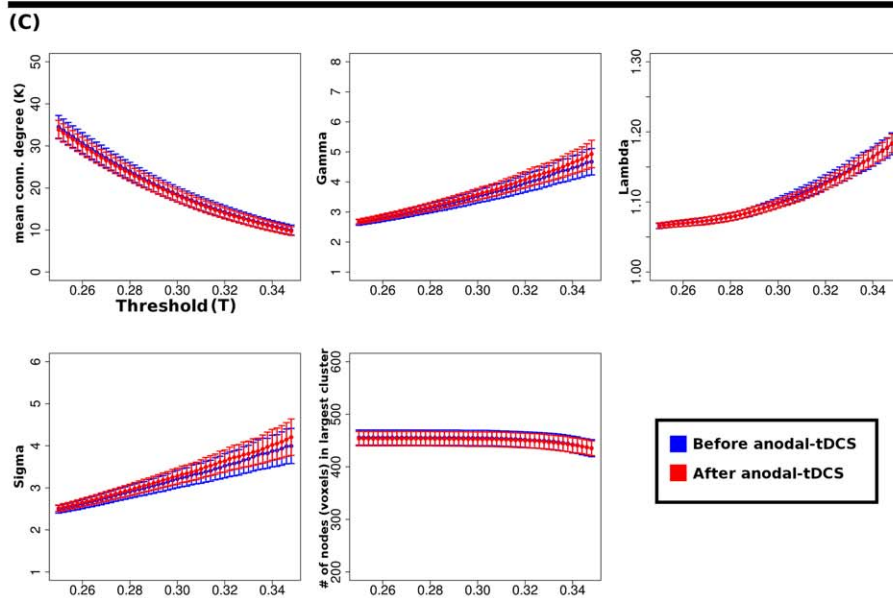 (C)
mean conn. degree (K)
50
40
30
20
10
0
0.26 0.28 0.30 0.32 0.34
Threshold (T)
Gamma
8
7
6
5
4
3
2
1
0.26 0.28 0.30 0.32 0.34
Lambda
1.30
1.20
1.10
1.00
0.26 0.28 0.30 0.32 0.34
Sigma
6
5
4
3
2
1
0.26 0.28 0.30 0.32 0.34
# of nodes (voxels) in largest cluster
600
500
400
300
200
0.26 0.28 0.30 0.32 0.34
Before anodal-tDCS
After anodal-tDCS